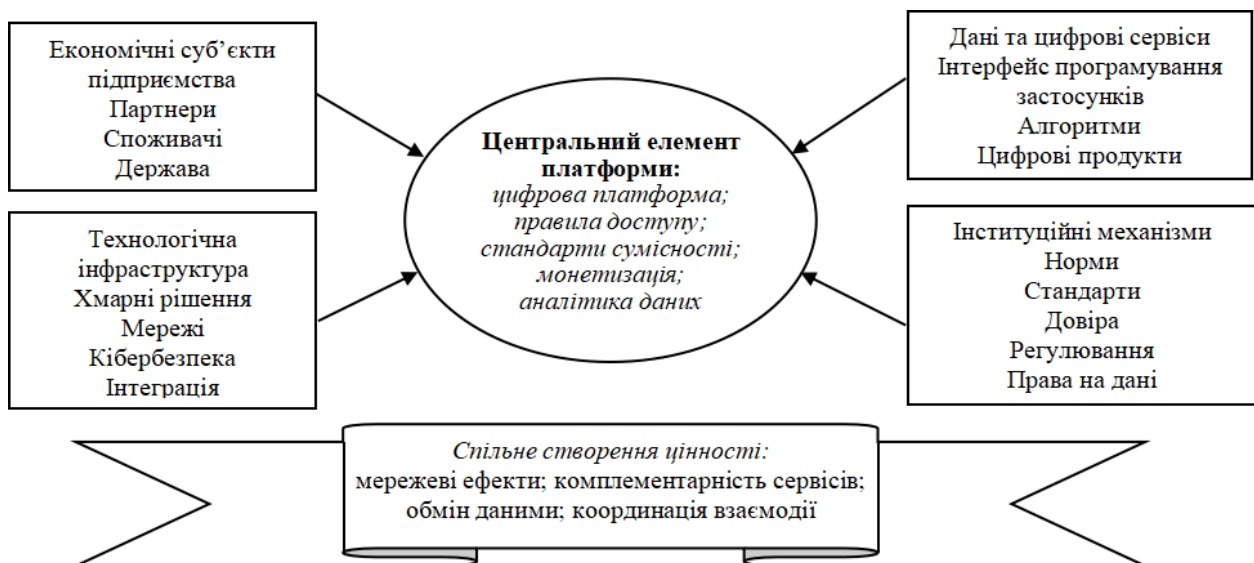 Економічні суб’єкти
підприємства
Партнери
Споживачі
Держава
Технологічна
інфраструктура
Хмарні рішення
Мережі
Кібербезпека
Інтеграція
Центральний елемент
платформи:
цифрова платформа;
правила доступу;
стандарти сумісності;
монетизація;
аналітика даних
Дані та цифрові сервіси
Інтерфейс програмування
застосунків
Алгоритми
Цифрові продукти
Інституційні механізми
Норми
Стандарти
Довіра
Регулювання
Права на дані
Спільне створення цінності:
мережеві ефекти; комплементарність сервісів;
обмін даними; координація взаємодії